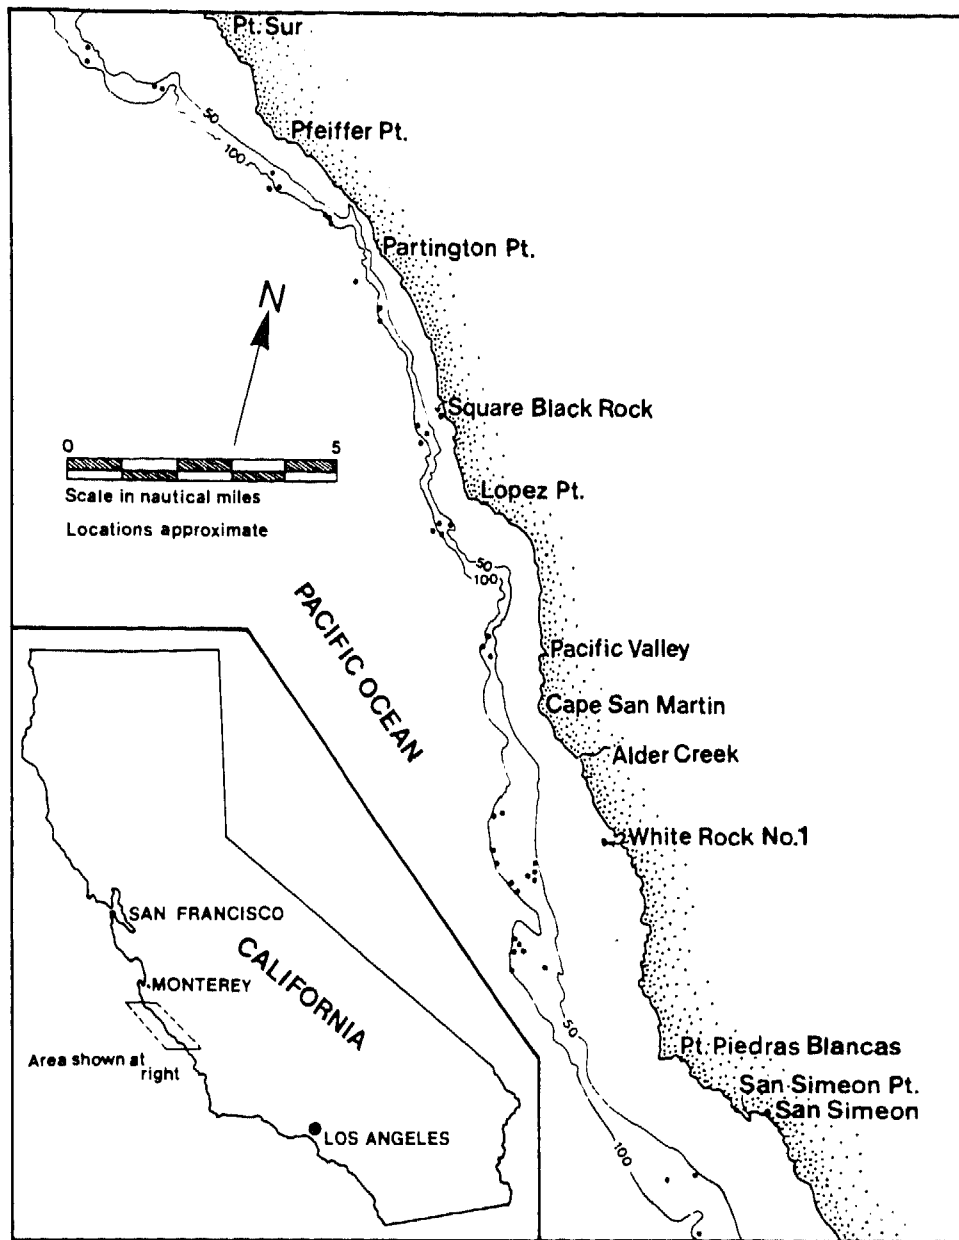 Pt. Sur
50
Pfeiffer Pt.
100
Partington Pt.
N
Square Black Rock
0 5
Scale in nautical miles
Locations approximate
Lopez Pt.
50
100
PACIFIC OCEAN
Pacific Valley
Cape San Martin
Alder Creek
White Rock No.1
SAN FRANCISCO
CALIFORNIA
MONTEREY
Area shown at
right
50
Pt. Piedras Blancas
San Simeon Pt.
San Simeon
LOS ANGELES
100